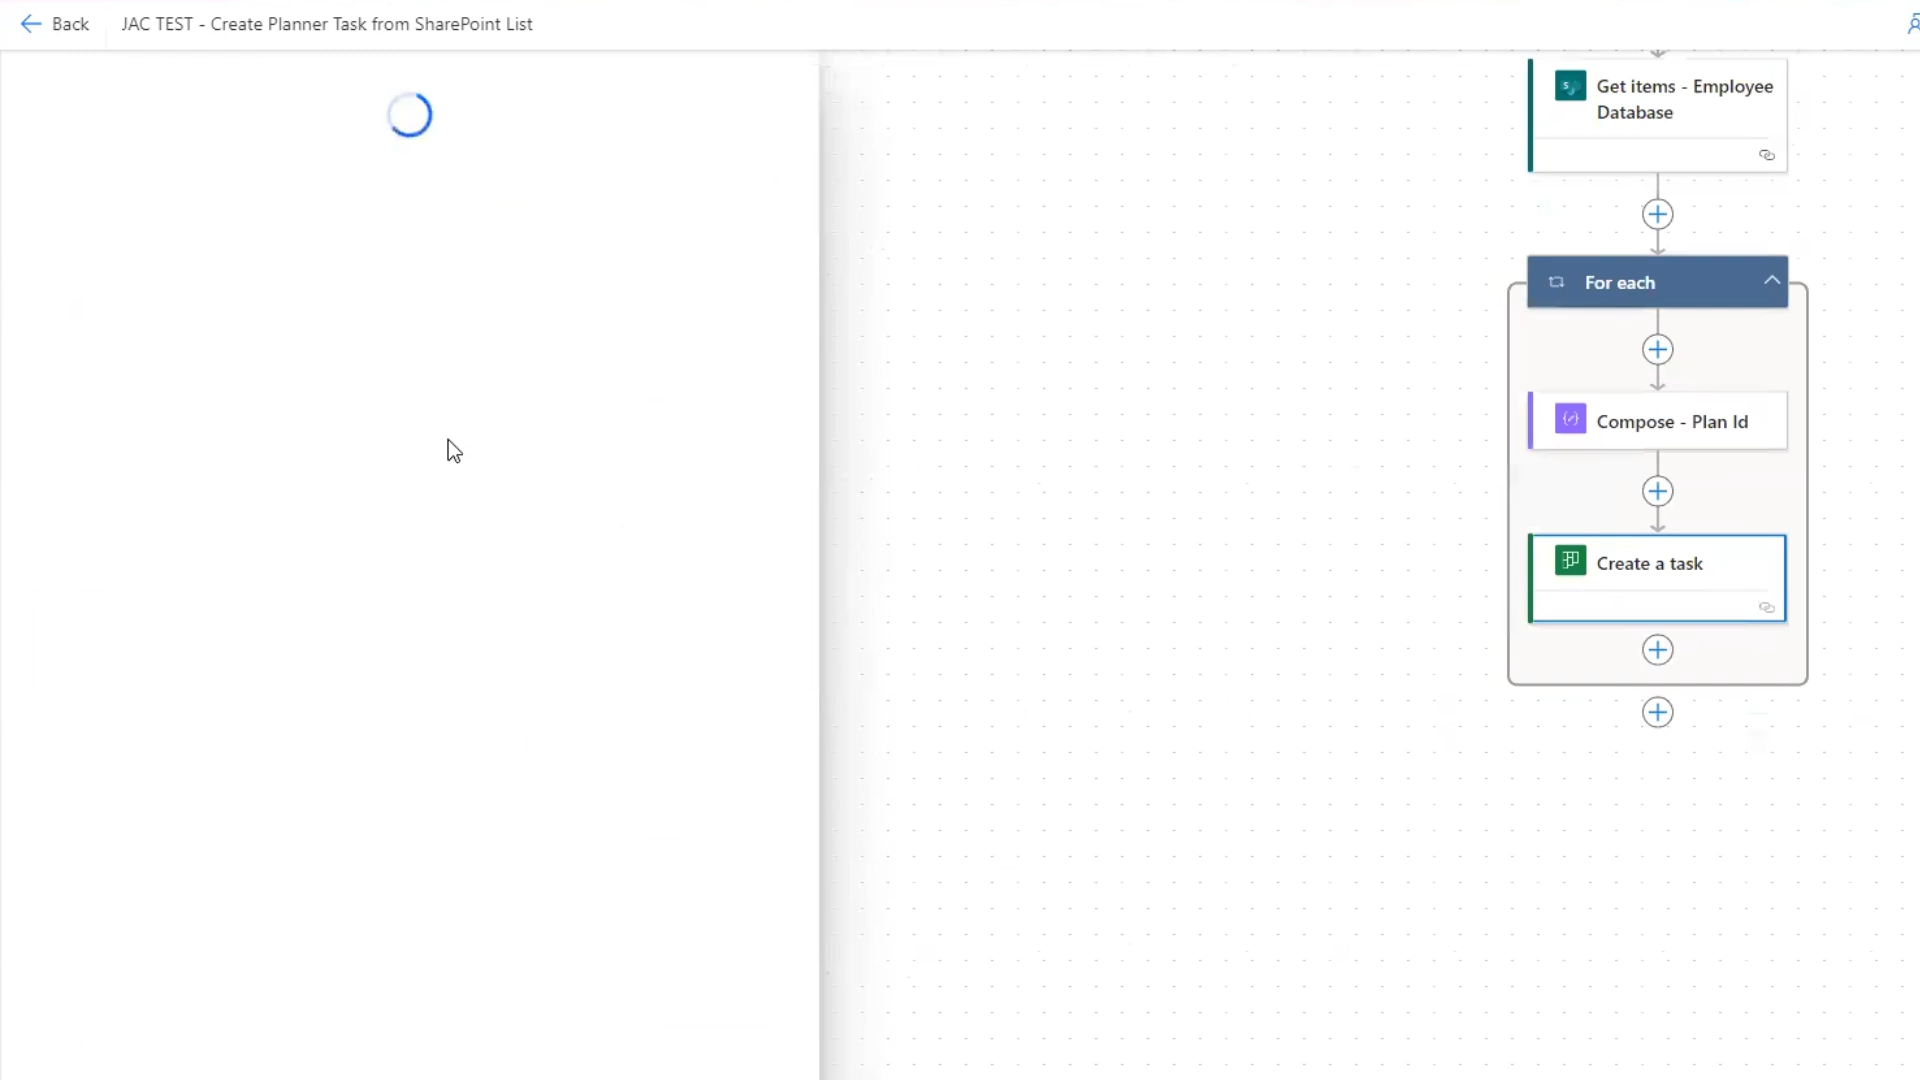 Back
JAC TEST - Create Planner Task from SharePoint List
Get items - Employee
Database
For each
Compose - Plan Id
Create a task